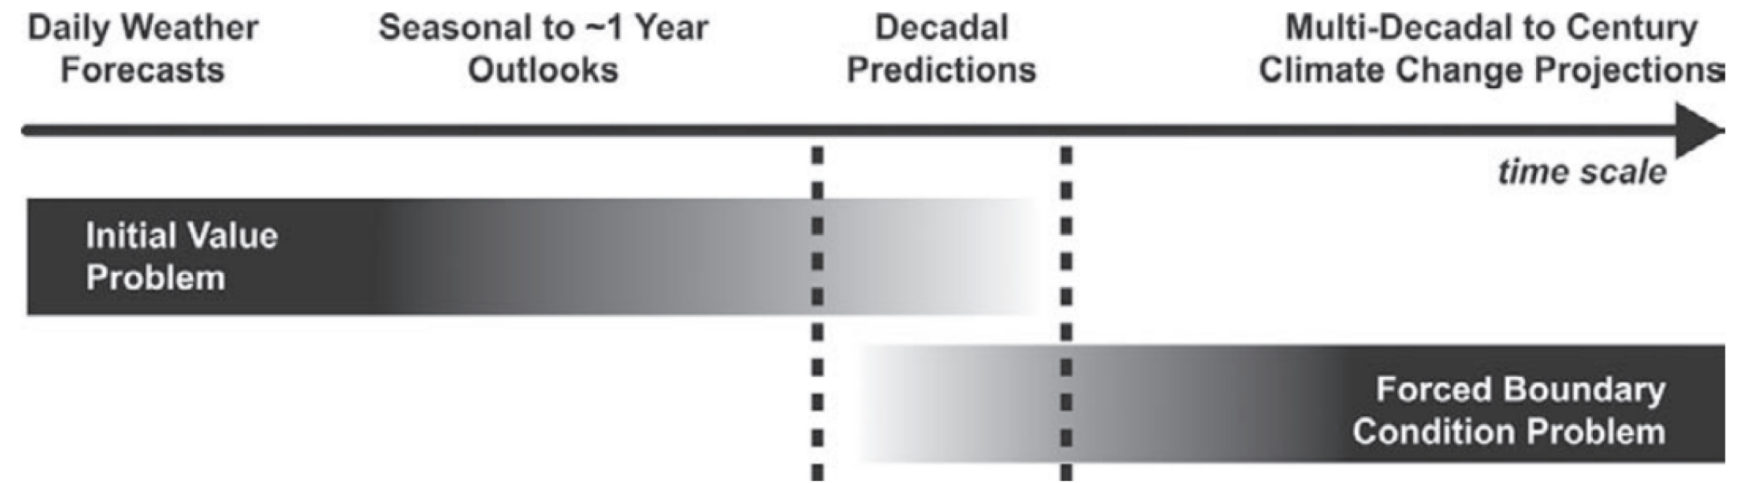 Daily Weather
Forecasts
Seasonal to ~1 Year
Outlooks
Decadal
Predictions
Multi-Decadal to Century
Climate Change Projections
time scale
Initial Value
Problem
Forced Boundary
Condition Problem